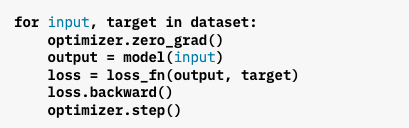 for input, target in dataset:
    optimizer.zero_grad()
    output = model(input)
    loss = loss_fn(output, target)
    loss.backward()
    optimizer.step()